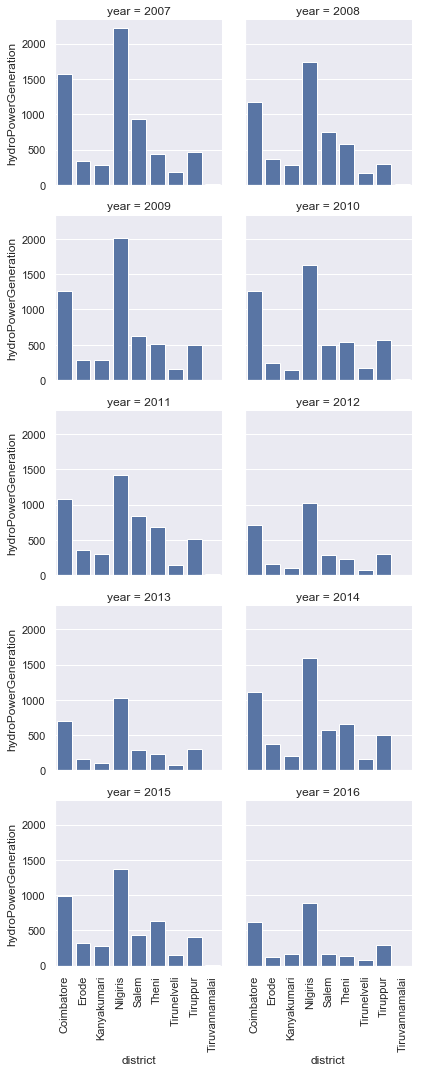 year = 2007
year = 2008
hydroPowerGeneration
2000
1500
1000
500
0
year = 2009
year = 2010
hydroPowerGeneration
2000
1500
1000
500
0
year = 2011
year = 2012
hydroPowerGeneration
2000
1500
1000
500
0
year = 2013
year = 2014
hydroPowerGeneration
2000
1500
1000
500
0
year = 2015
year = 2016
hydroPowerGeneration
2000
1500
1000
500
0
Coimbatore
Erode
Kanyakumari
Nilgiris
Salem
Theni
Tirunelveli
Tiruppur
Tiruvannamalai
Coimbatore
Erode
Kanyakumari
Nilgiris
Salem
Theni
Tirunelveli
Tiruppur
Tiruvannamalai
district
district